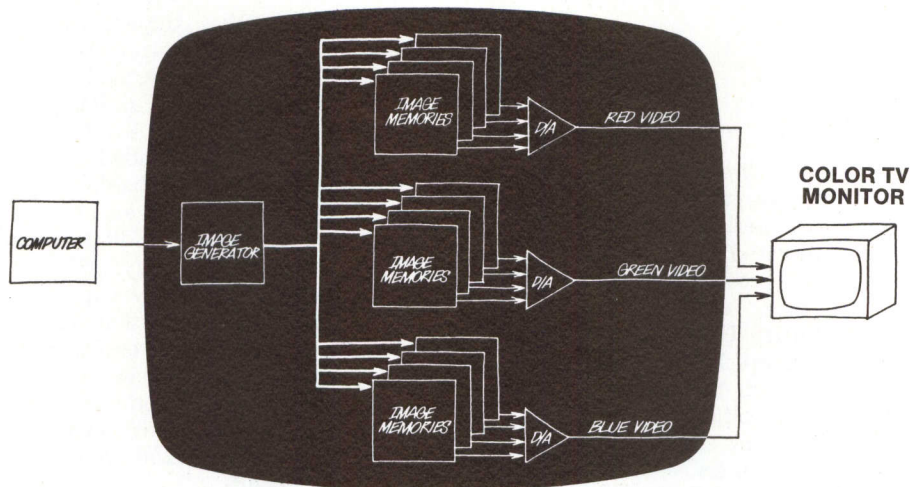 IMAGE
MEMORIES
D/A
RED VIDEO
COLOR TV
MONITOR
COMPUTER
IMAGE
GENERATOR
IMAGE
MEMORIES
D/A
GREEN VIDEO
IMAGE
MEMORIES
D/A
BLUE VIDEO